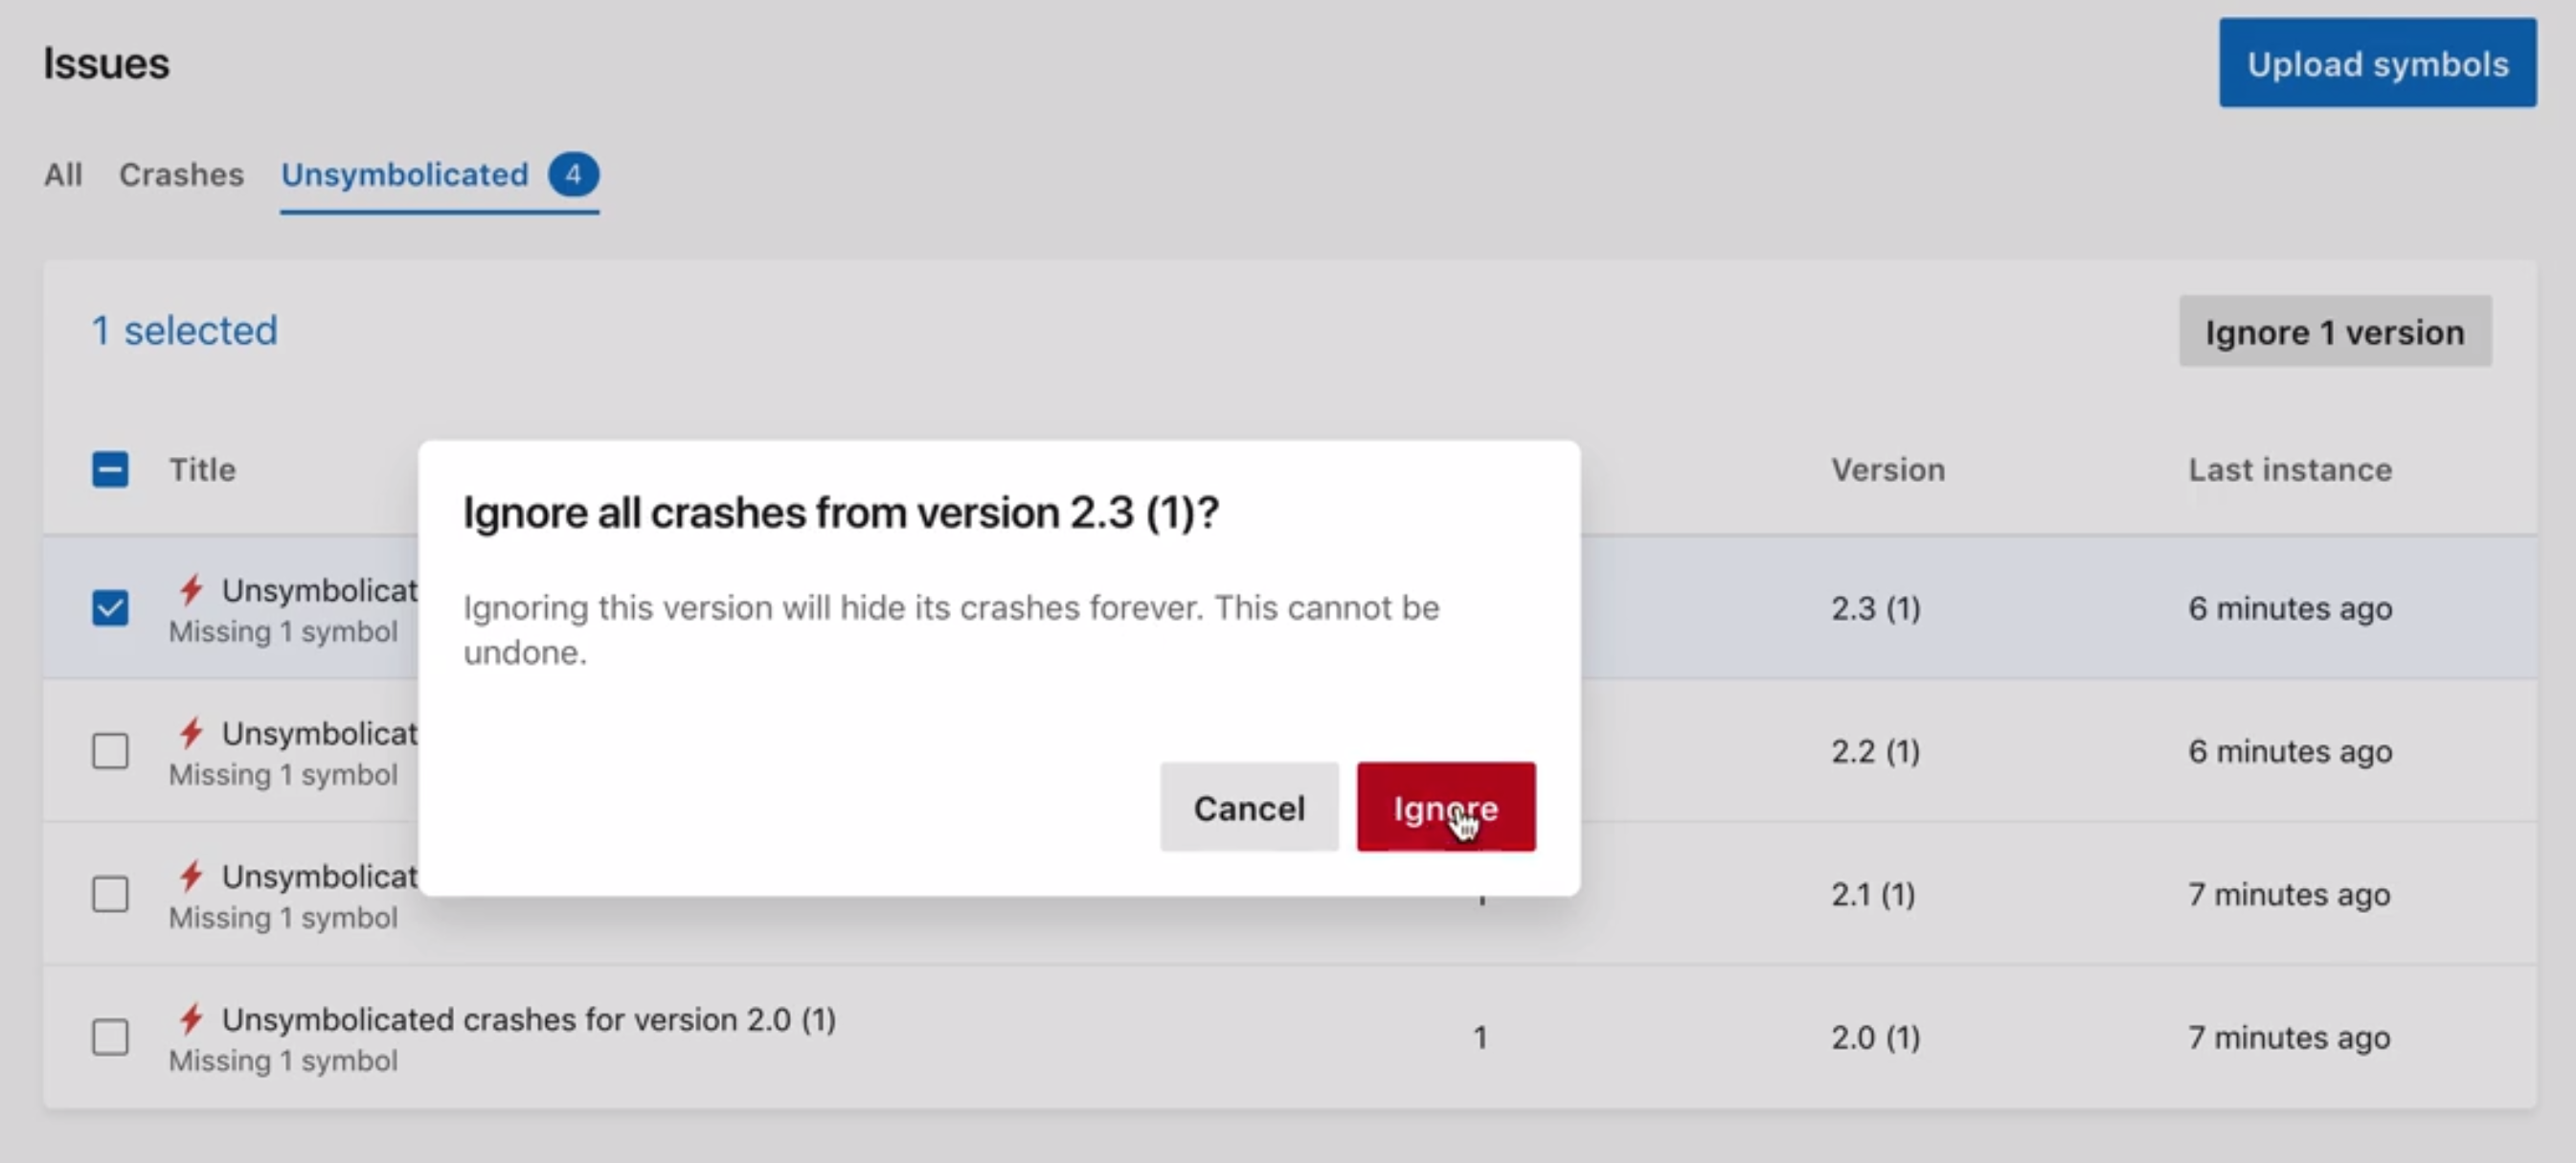 Issues
Upload symbols
All
Crashes
Unsymbolicated
4
1 selected
Ignore 1 version
Title
Version
Last instance
Ignore all crashes from version 2.3 (1)?
Ignoring this version will hide its crashes forever. This cannot be
undone.
Cancel
Ignore
Unsymbolicat
Missing 1 symbol
2.3 (1)
6 minutes ago
Unsymbolicat
Missing 1 symbol
2.2 (1)
6 minutes ago
Unsymbolicat
Missing 1 symbol
2.1 (1)
7 minutes ago
Unsymbolicated crashes for version 2.0 (1)
Missing 1 symbol
1
2.0 (1)
7 minutes ago